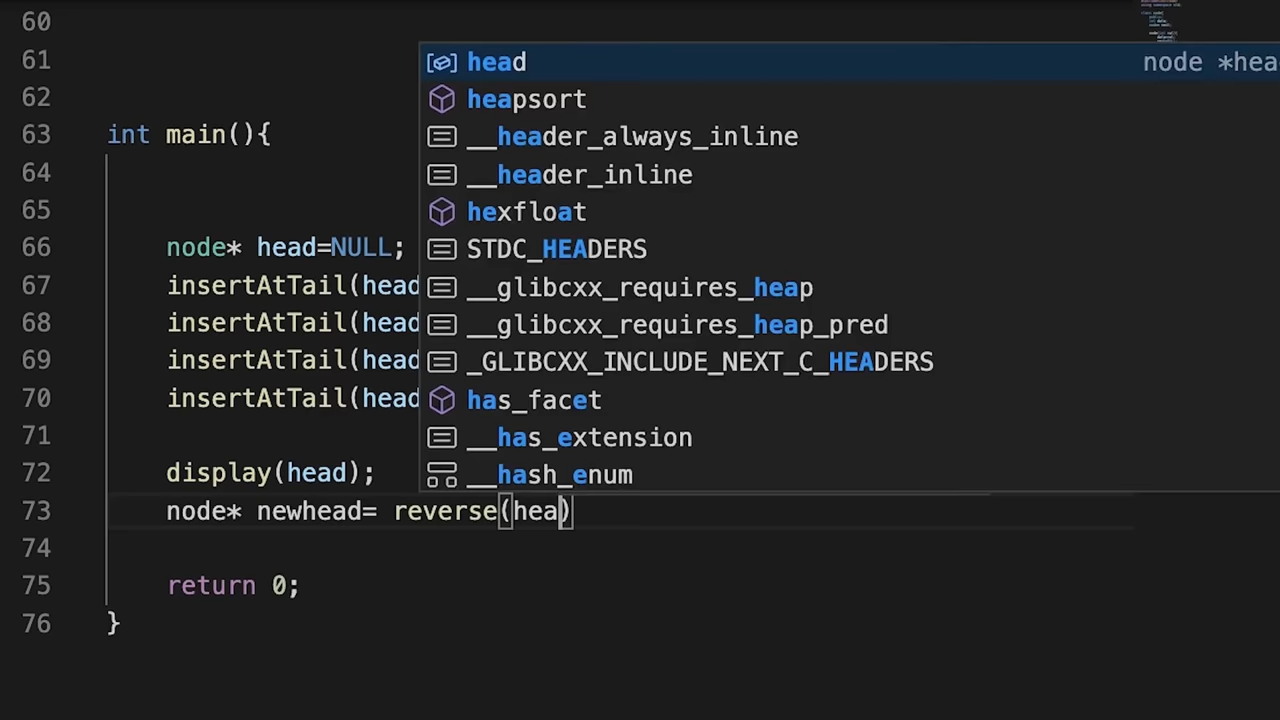 60
61
62
63 int main(){
64
65
66 node* head=NULL;
67 insertAtTail(head
68 insertAtTail(head
69 insertAtTail(head
70 insertAtTail(head
71
72 display(head);
73 node* newhead= reverse(hea)
74
75 return 0;
76 }
head node *hea
heapsort
__header_always_inline
__header_inline
hexfloat
STDC_HEADERS
__glibcxx_requires_heap
__glibcxx_requires_heap_pred
_GLIBCXX_INCLUDE_NEXT_C_HEADERS
has_facet
__has_extension
__hash_enum